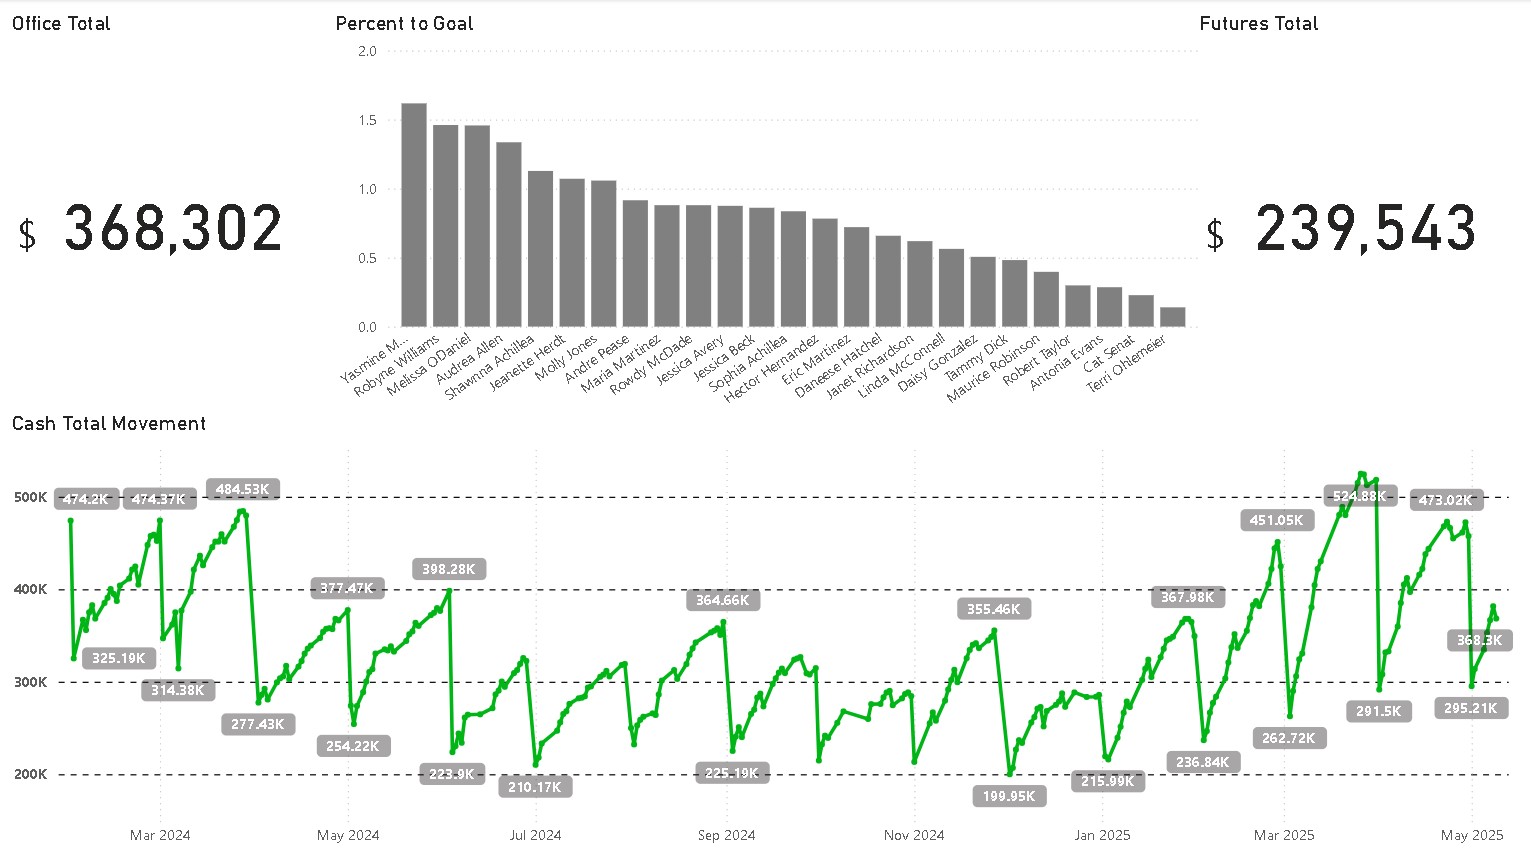 Office Total
$ 368,302
Percent to Goal
2.0
1.5
1.0
0.5
0.0
Yasmine M...
Robyne Williams
Melissa ODaniel
Audrea Allen
Shawnna Achillea
Jeanette Herdt
Molly Jones
Andre Pease
Maria Martinez
Rowdy McDade
Jessica Avery
Jessica Beck
Sophia Achillea
Hector Hernandez
Eric Martinez
Daneese Hatchel
Janet Richardson
Linda McConnell
Daisy Gonzalez
Tammy Dick
Maurice Robinson
Robert Taylor
Antonia Evans
Cat Senat
Terri Ohlemeier
Futures Total
$ 239,543
Cash Total Movement
500K
400K
300K
200K
474.2K
325.19K
474.37K
314.38K
484.53K
277.43K
377.47K
254.22K
398.28K
223.9K
210.17K
364.66K
225.19K
355.46K
199.95K
215.99K
367.98K
236.84K
451.05K
262.72K
524.88K
291.5K
473.02K
295.21K
368.3K
Mar 2024
May 2024
Jul 2024
Sep 2024
Nov 2024
Jan 2025
Mar 2025
May 2025